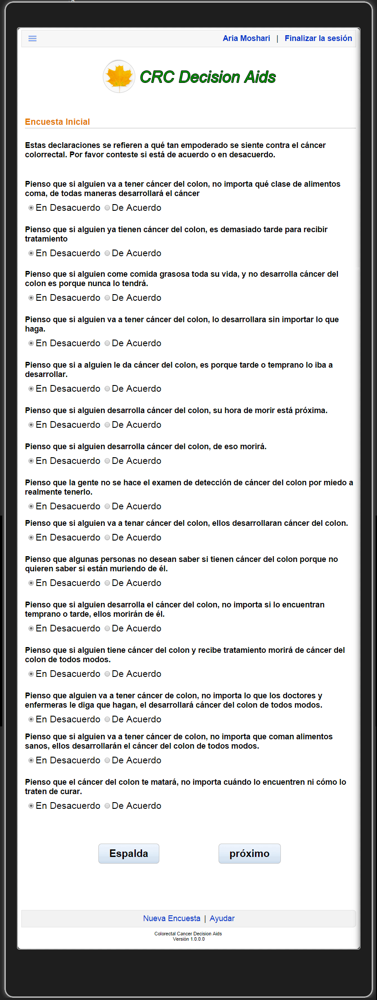 Aria Moshari | Finalizar la sesión
CRC Decision Aids
Encuesta Inicial
Estas declaraciones se refieren a qué tan empoderado se siente contra el cáncer
colorrectal. Por favor conteste si está de acuerdo o en desacuerdo.
Pienso que si alguien va a tener cáncer del colon, no importa qué clase de alimentos
coma, de todas maneras desarrollará el cáncer
En Desacuerdo De Acuerdo
Pienso que si alguien ya tienen cáncer del colon, es demasiado tarde para recibir
tratamiento
En Desacuerdo De Acuerdo
Pienso que si alguien come comida grasosa toda su vida, y no desarrolla cáncer del
colon es porque nunca lo tendrá.
En Desacuerdo De Acuerdo
Pienso que si alguien va a tener cáncer del colon, lo desarrollara sin importar lo que
haga.
En Desacuerdo De Acuerdo
Pienso que si a alguien le da cáncer del colon, es porque tarde o temprano lo iba a
desarrollar.
En Desacuerdo De Acuerdo
Pienso que si alguien desarrolla cáncer del colon, su hora de morir está próxima.
En Desacuerdo De Acuerdo
Pienso que si alguien desarrolla cáncer del colon, de eso morirá.
En Desacuerdo De Acuerdo
Pienso que la gente no se hace el examen de detección de cáncer del colon por miedo a
realmente tenerlo.
En Desacuerdo De Acuerdo
Pienso que si alguien va a tenar cáncer del colon, ellos desarrollaran cáncer del colon.
En Desacuerdo De Acuerdo
Pienso que algunas personas no desean saber si tienen cáncer del colon porque no
quieren saber si están muriendo de él.
En Desacuerdo De Acuerdo
Pienso que si alguien desarrolla el cáncer del colon, no importa si lo encuentran
temprano o tarde, ellos morirán de él.
En Desacuerdo De Acuerdo
Pienso que si alguien tiene cáncer del colon y recibe tratamiento morirá de cáncer del
colon de todos modos.
En Desacuerdo De Acuerdo
Pienso que alguien va a tener cáncer de colon, no importa lo que los doctores y
enfermeras le diga que hagan, el desarrollará cáncer del colon de todos modos.
En Desacuerdo De Acuerdo
Pienso que si alguien va a tener cáncer de colon, no importa que coman alimentos
sanos, ellos desarrollarán el cáncer del colon de todos modos.
En Desacuerdo De Acuerdo
Pienso que el cáncer del colon te matará, no importa cuándo lo encuentren ni cómo lo
traten de curar.
En Desacuerdo De Acuerdo
Espalda próximo
Nueva Encuesta | Ayudar
Colorectal Cancer Decision Aids
Versión 1.0.0.0